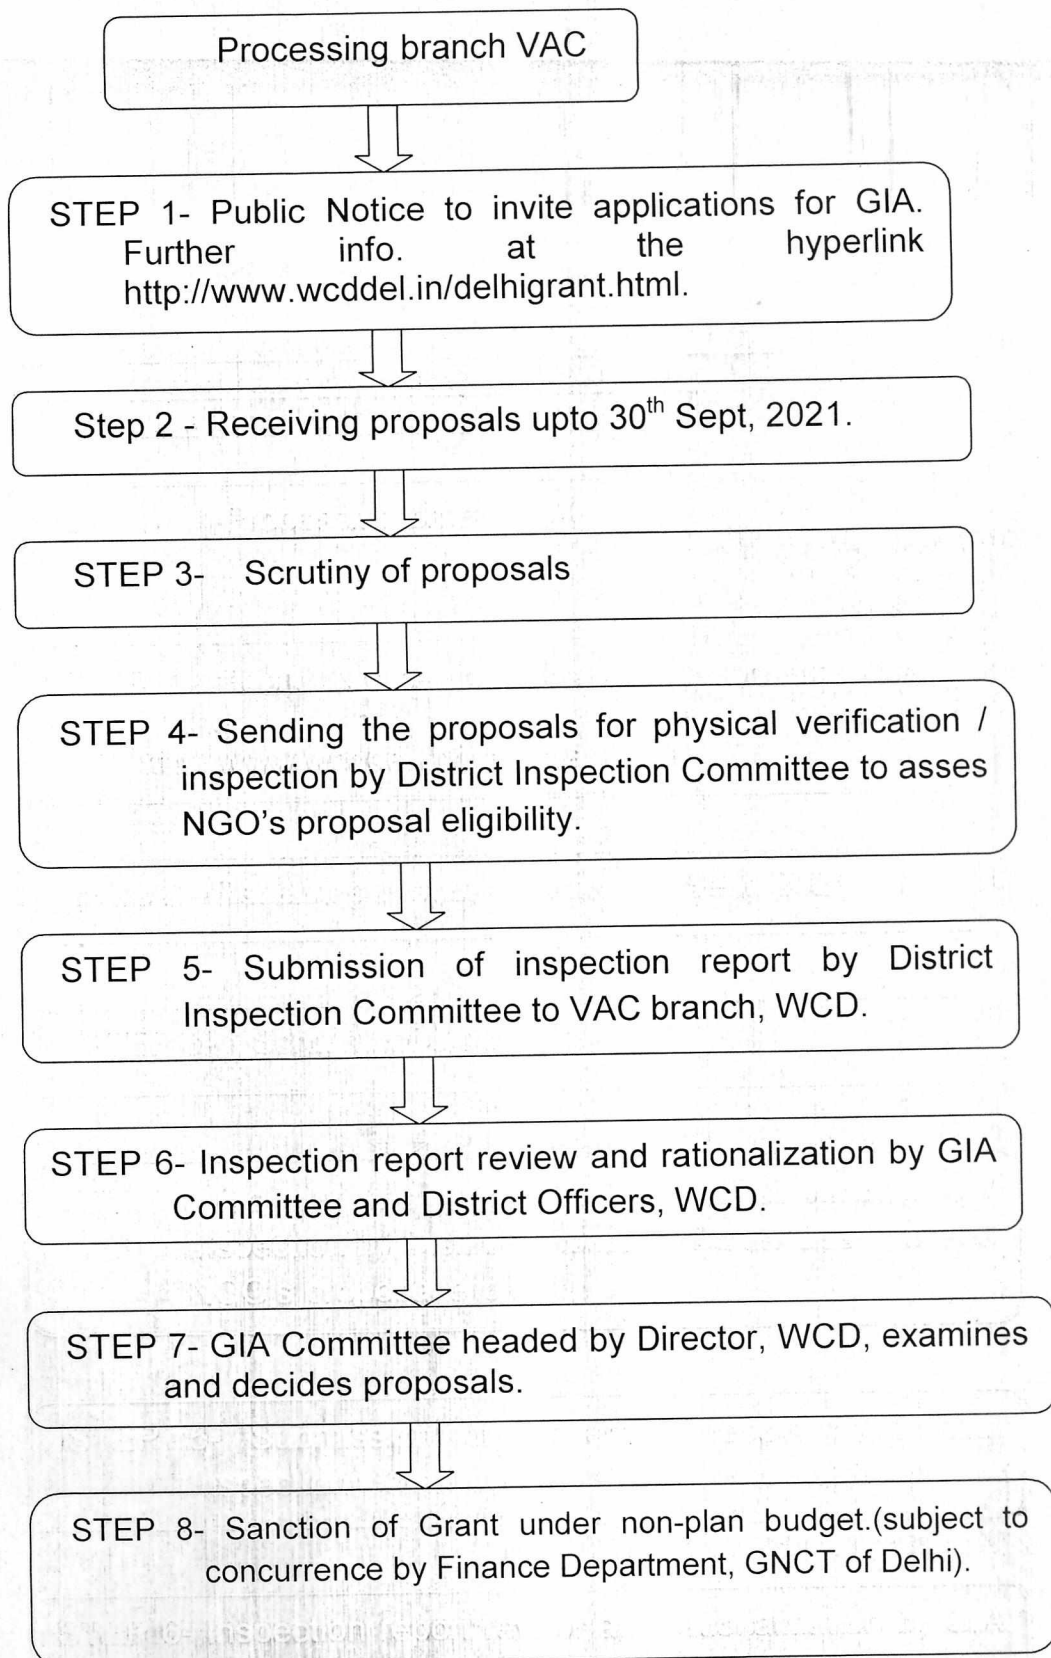 Processing branch VAC
STEP 1- Public Notice to invite applications for GIA.
Further info. at the hyperlink
http://www.wcddel.in/delhigrant.html.
Step 2 - Receiving proposals upto 30th Sept, 2021.
STEP 3- Scrutiny of proposals
STEP 4- Sending the proposals for physical verification /
inspection by District Inspection Committee to asses
NGO's proposal eligibility.
STEP 5- Submission of inspection report by District
Inspection Committee to VAC branch, WCD.
STEP 6- Inspection report review and rationalization by GIA
Committee and District Officers, WCD.
STEP 7- GIA Committee headed by Director, WCD, examines
and decides proposals.
STEP 8- Sanction of Grant under non-plan budget.(subject to
concurrence by Finance Department, GNCT of Delhi).